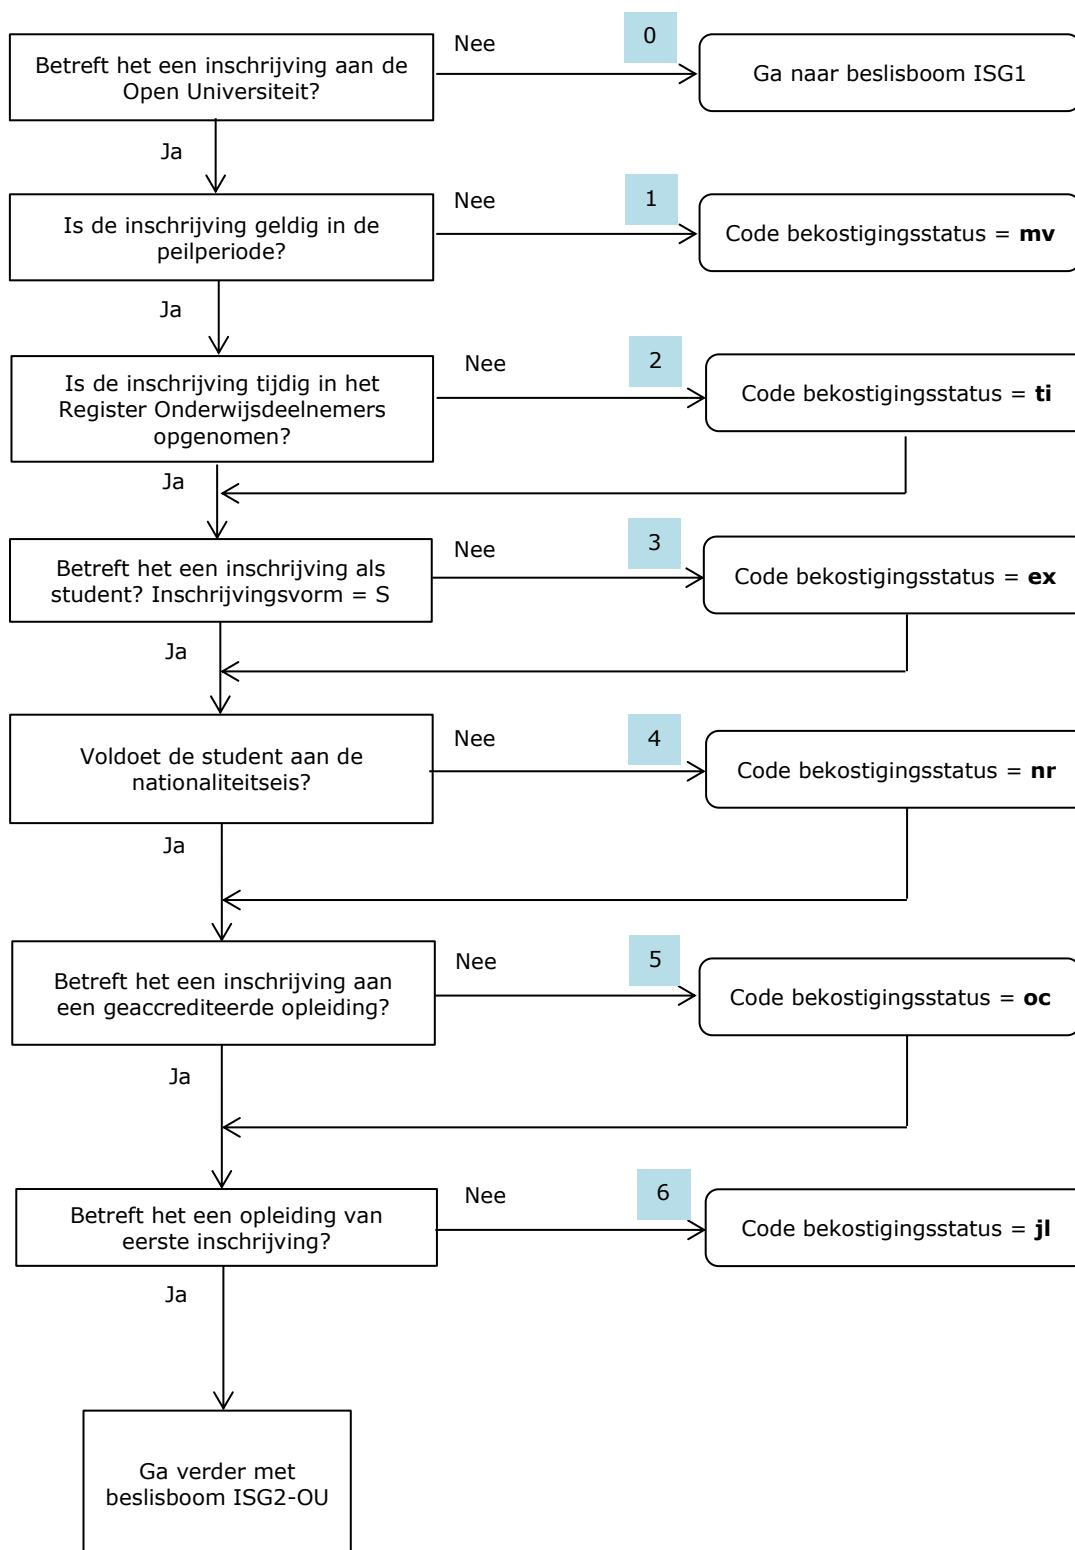 Nee
0
Betreft het een inschrijving aan de
Open Universiteit?
Ga naar beslisboom ISG1
Ja
Nee
1
Is de inschrijving geldig in de
peilperiode?
Code bekostigingsstatus = mv
Ja
Nee
2
Is de inschrijving tijdig in het
Register Onderwijsdeelnemers
opgenomen?
Code bekostigingsstatus = ti
Ja
Nee
3
Betreft het een inschrijving als
student? Inschrijvingsvorm = S
Code bekostigingsstatus = ex
Ja
Nee
4
Voldoet de student aan de
nationaliteitseis?
Code bekostigingsstatus = nr
Ja
Nee
5
Betreft het een inschrijving aan
een geaccrediteerde opleiding?
Code bekostigingsstatus = oc
Ja
Nee
6
Betreft het een opleiding van
eerste inschrijving?
Code bekostigingsstatus = jl
Ja
Ga verder met
beslisboom ISG2-OU